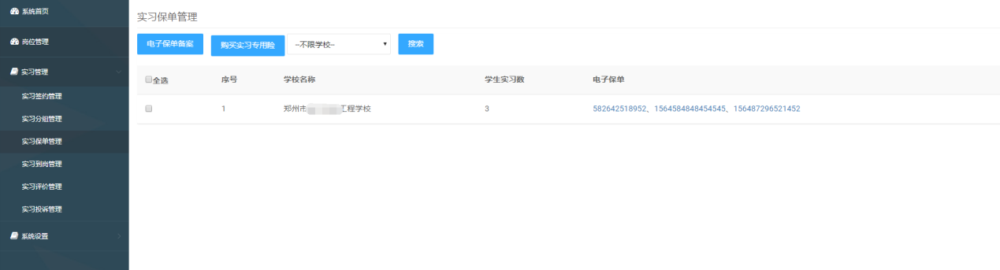 系统首页
岗位管理
实习管理
实习签约管理
实习分组管理
实习保单管理
实习到岗管理
实习评价管理
实习投诉管理
系统设置
实习保单管理
电子保单备案 购买实习专用险 --不限学校-- 搜索
全选 序号 学校名称 学生实习数 电子保单
1 郑州市 工程学校 3 582642518952、1564584848454545、156487296521452